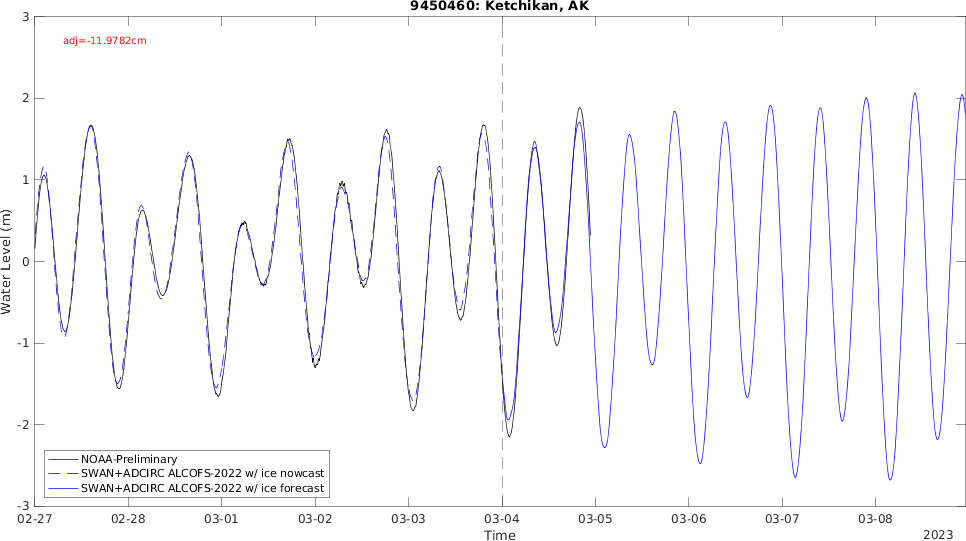 9450460: Ketchikan, AK
adj=-11.9782cm
3
2
1
0
-1
-2
-3
Water Level (m)
NOAA-Preliminary
SWAN+ADCIRC ALCOFS-2022 w/ ice nowcast
SWAN+ADCIRC ALCOFS-2022 w/ ice forecast
02-27 02-28 03-01 03-02 03-03 03-04 03-05 03-06 03-07 03-08
Time
2023